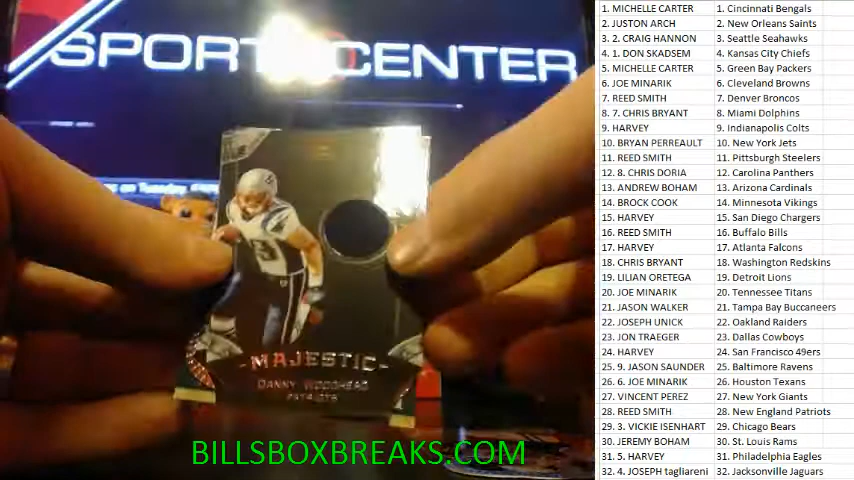 SPORTSCENTER
on Tuesday,
MAJESTIC
DANNY WOODHEAD
PATRIOTS
BILLSBOXBREAKS.COM
1. MICHELLE CARTER 1. Cincinnati Bengals
2. JUSTON ARCH 2. New Orleans Saints
3. 2. CRAIG HANNON 3. Seattle Seahawks
4. 1. DON SKADSEM 4. Kansas City Chiefs
5. MICHELLE CARTER 5. Green Bay Packers
6. JOE MINARIK 6. Cleveland Browns
7. REED SMITH 7. Denver Broncos
8. 7. CHRIS BRYANT 8. Miami Dolphins
9. HARVEY 9. Indianapolis Colts
10. BRYAN PERREAULT 10. New York Jets
11. REED SMITH 11. Pittsburgh Steelers
12. 8. CHRIS DORIA 12. Carolina Panthers
13. ANDREW BOHAM 13. Arizona Cardinals
14. BROCK COOK 14. Minnesota Vikings
15. HARVEY 15. San Diego Chargers
16. REED SMITH 16. Buffalo Bills
17. HARVEY 17. Atlanta Falcons
18. CHRIS BRYANT 18. Washington Redskins
19. LILIAN ORETEGA 19. Detroit Lions
20. JOE MINARIK 20. Tennessee Titans
21. JASON WALKER 21. Tampa Bay Buccaneers
22. JOSEPH UNICK 22. Oakland Raiders
23. JON TRAEGER 23. Dallas Cowboys
24. HARVEY 24. San Francisco 49ers
25. 9. JASON SAUNDER 25. Baltimore Ravens
26. 6. JOE MINARIK 26. Houston Texans
27. VINCENT PEREZ 27. New York Giants
28. REED SMITH 28. New England Patriots
29. 3. VICKIE ISENHART 29. Chicago Bears
30. JEREMY BOHAM 30. St. Louis Rams
31. 5. HARVEY 31. Philadelphia Eagles
32. 4. JOSEPH tagliareni 32. Jacksonville Jaguars